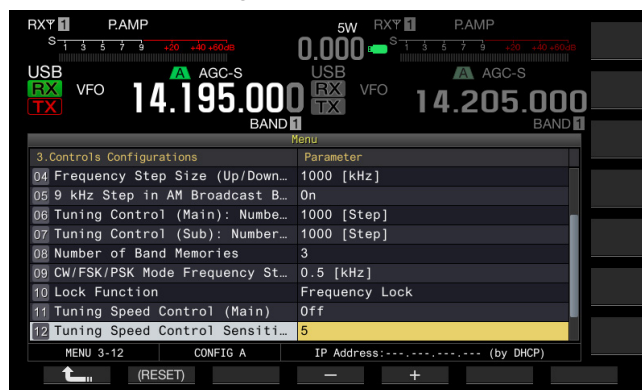 RX 1 P.AMP 5W RX 1 P.AMP
S 1 3 5 7 9 +20 +40 +60dB 0.000 S 1 3 5 7 9 +20 +40 +60dB
USB A AGC-S USB A AGC-S
RX VFO 14.195.000 RX VFO 14.205.000
TX TX
BAND 1 BAND 1
Menu
3.Controls Configurations Parameter
04 Frequency Step Size (Up/Down… 1000 [kHz]
05 9 kHz Step in AM Broadcast B… On
06 Tuning Control (Main): Numbe… 1000 [Step]
07 Tuning Control (Sub): Number… 1000 [Step]
08 Number of Band Memories 3
09 CW/FSK/PSK Mode Frequency St… 0.5 [kHz]
10 Lock Function Frequency Lock
11 Tuning Speed Control (Main) Off
12 Tuning Speed Control Sensiti… 5
MENU 3-12 CONFIG A IP Address:---.---.---.--- (by DHCP)
(RESET) − +